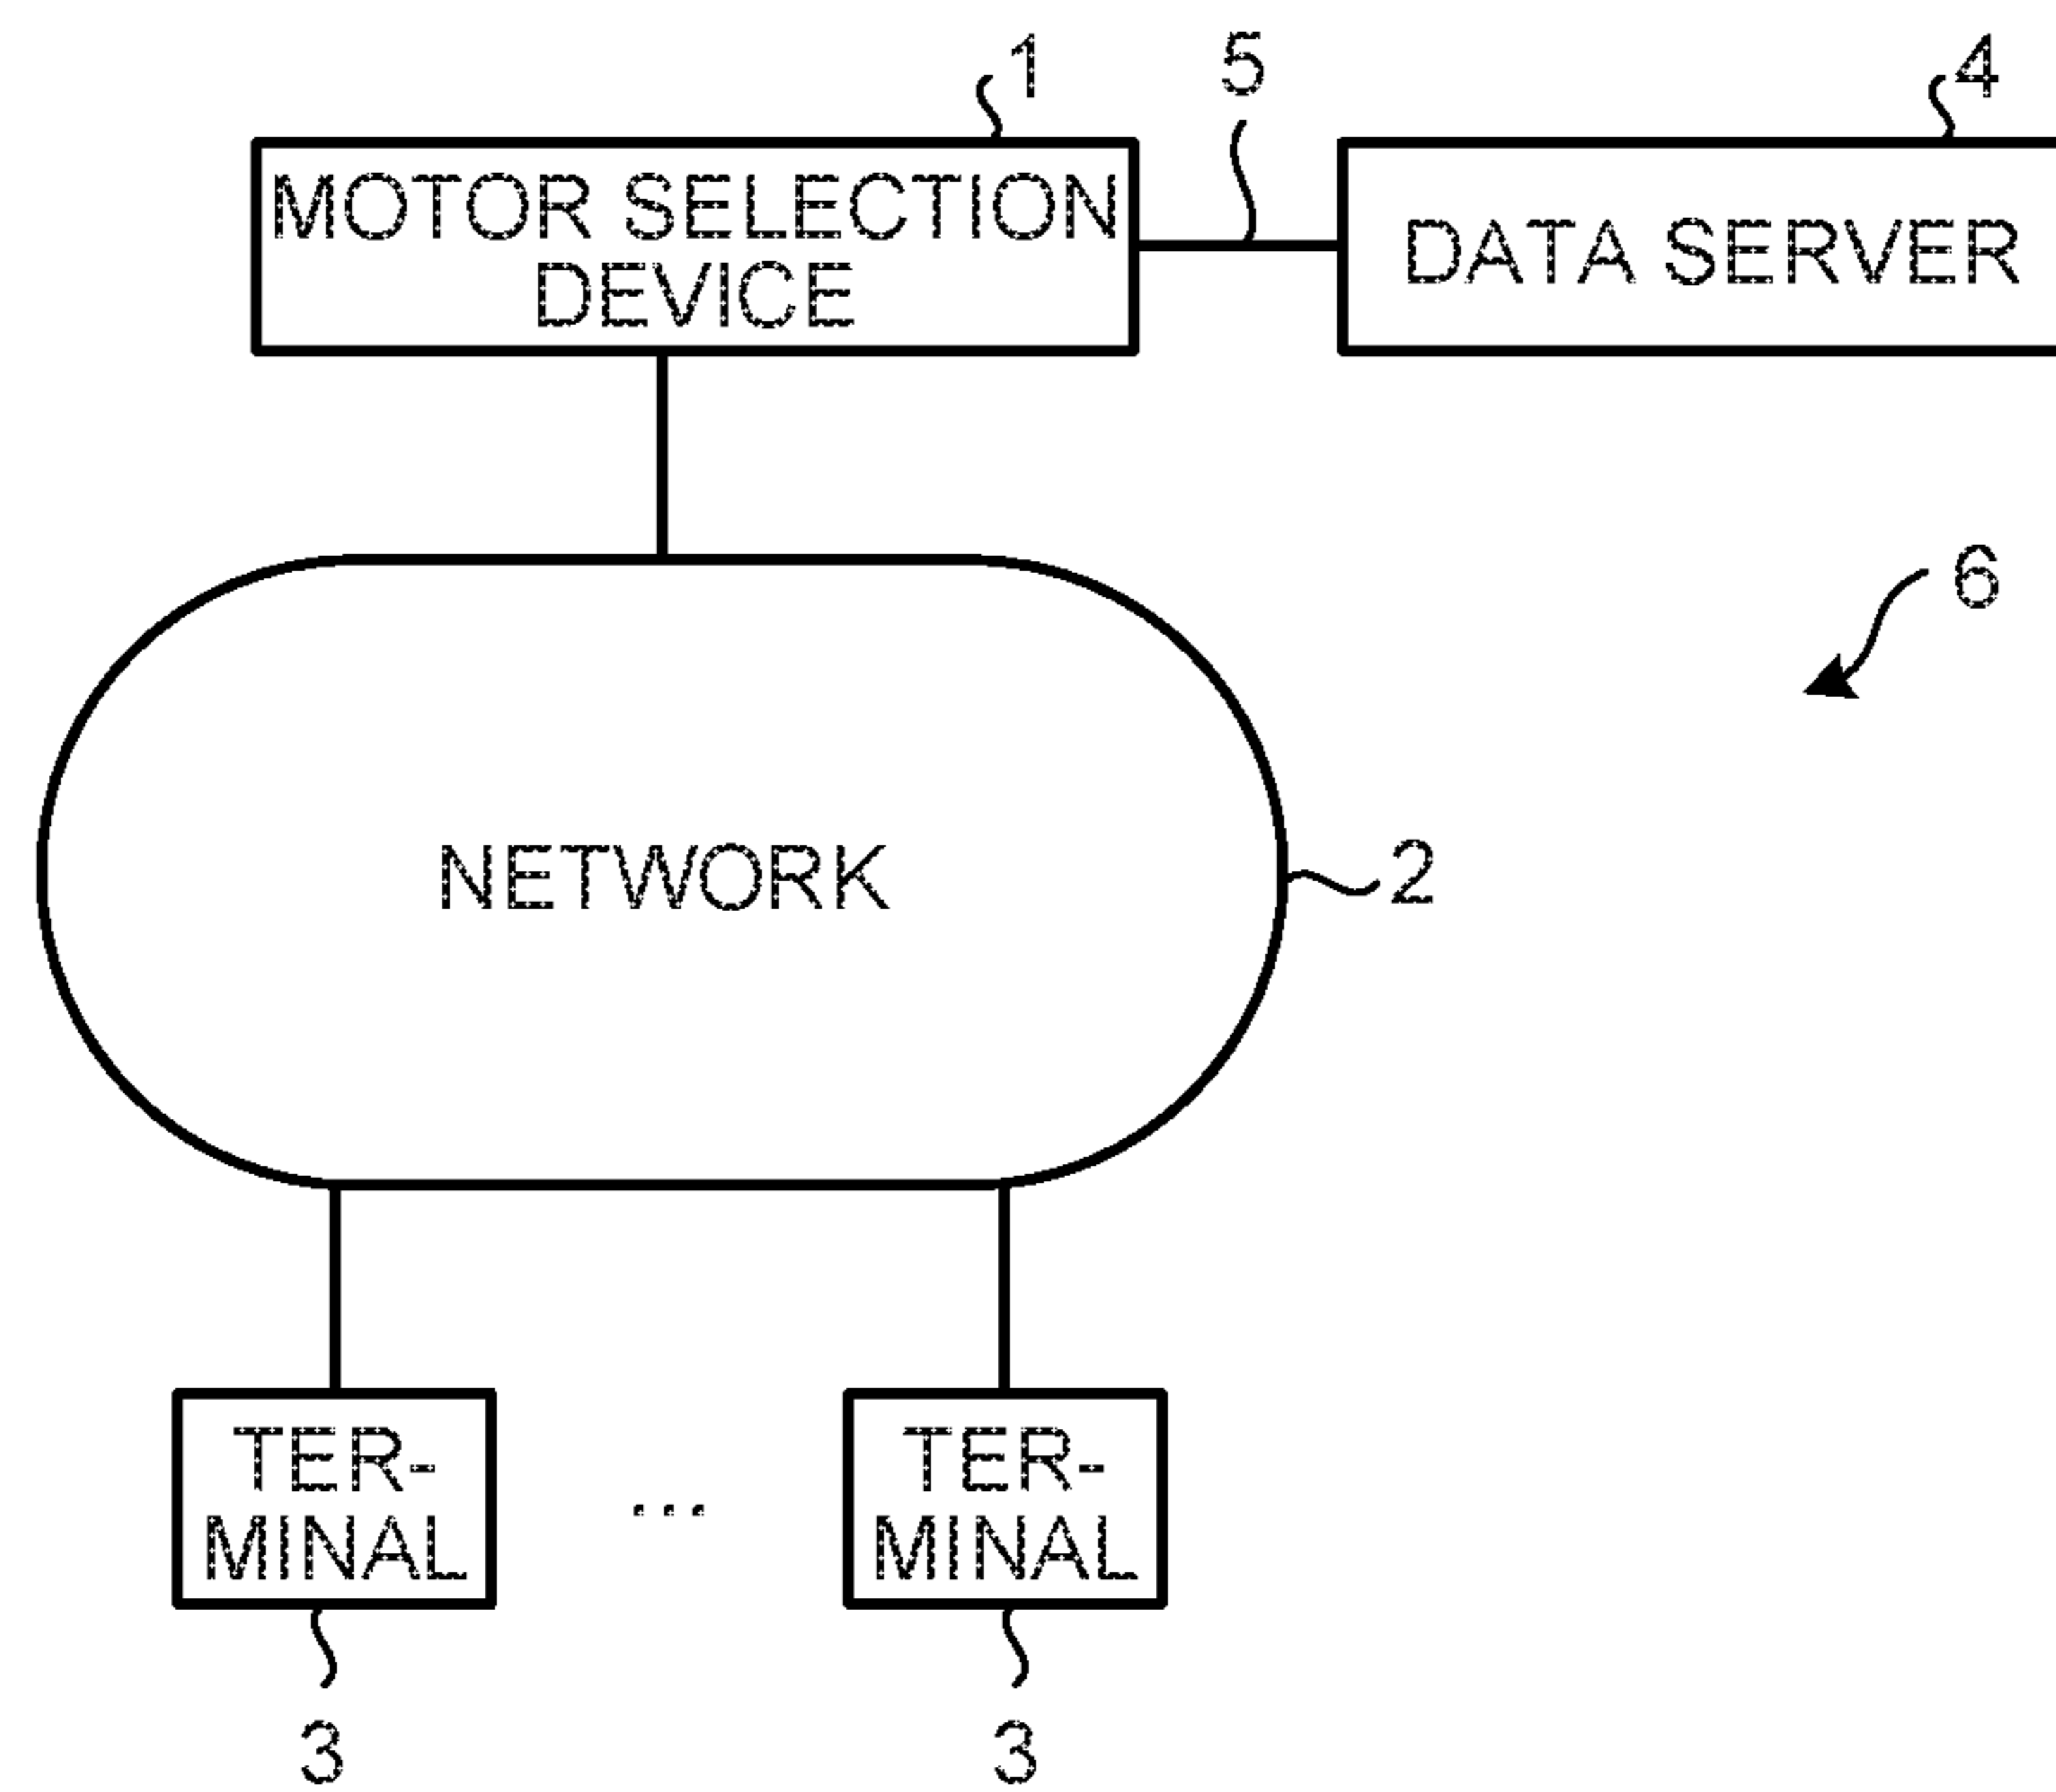 1
5
4
MOTOR SELECTION
DEVICE
DATA SERVER
6
NETWORK
2
TER-
MINAL
...
TER-
MINAL
3
3